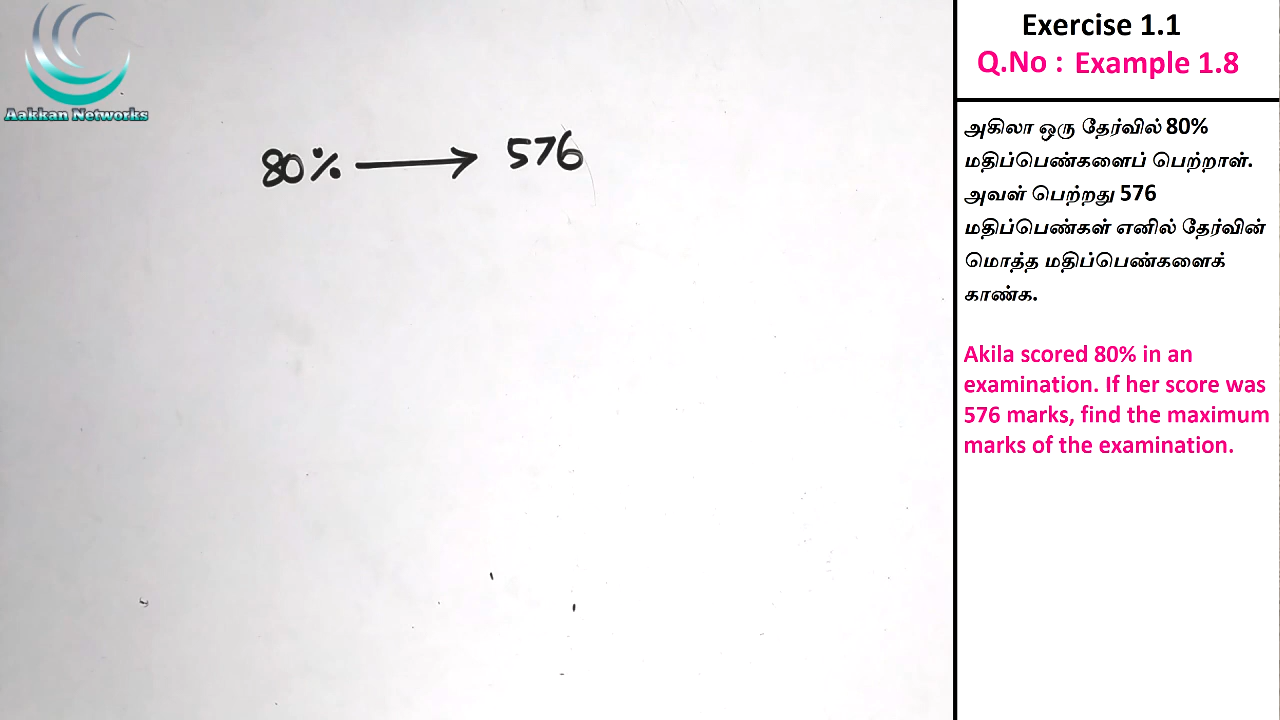 Aakkan Networks
80% → 576
Exercise 1.1
Q.No : Example 1.8
அகிலா ஒரு தேர்வில் 80%
மதிப்பெண்களைப் பெற்றாள்.
அவள் பெற்றது 576
மதிப்பெண்கள் எனில் தேர்வின்
மொத்த மதிப்பெண்களைக்
காண்க.
Akila scored 80% in an
examination. If her score was
576 marks, find the maximum
marks of the examination.